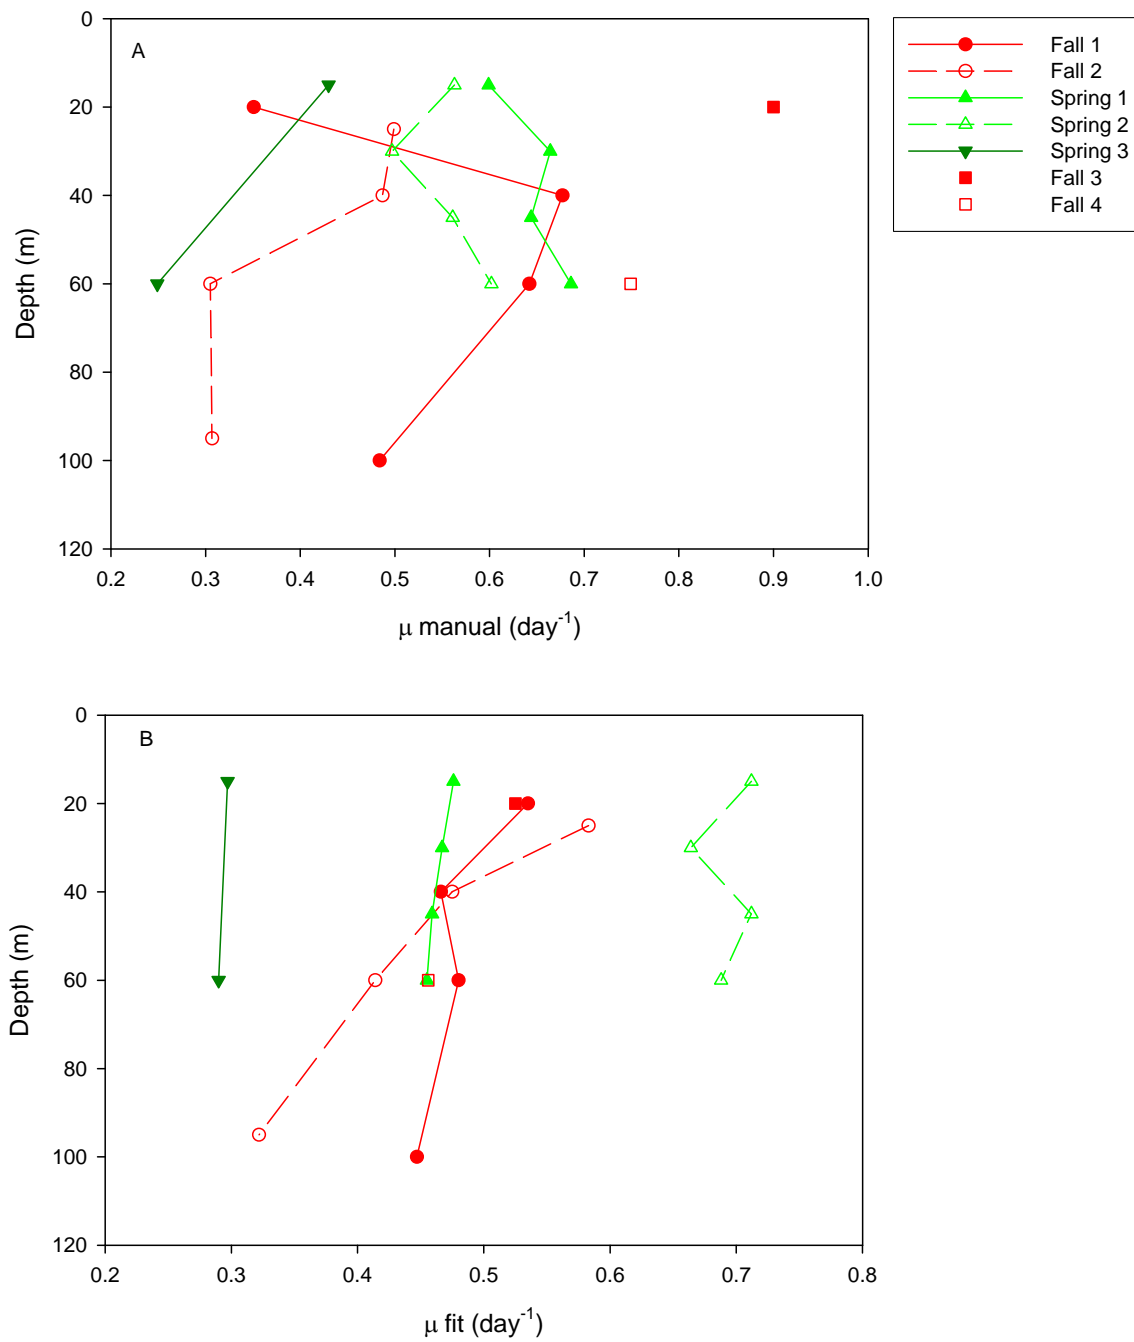 0
20
40
60
80
100
120
Depth (m)
A
0.2 0.3 0.4 0.5 0.6 0.7 0.8 0.9 1.0
μ manual (day-1)
Fall 1
Fall 2
Spring 1
Spring 2
Spring 3
Fall 3
Fall 4
0
20
40
60
80
100
120
Depth (m)
B
0.2 0.3 0.4 0.5 0.6 0.7 0.8
μ fit (day-1)